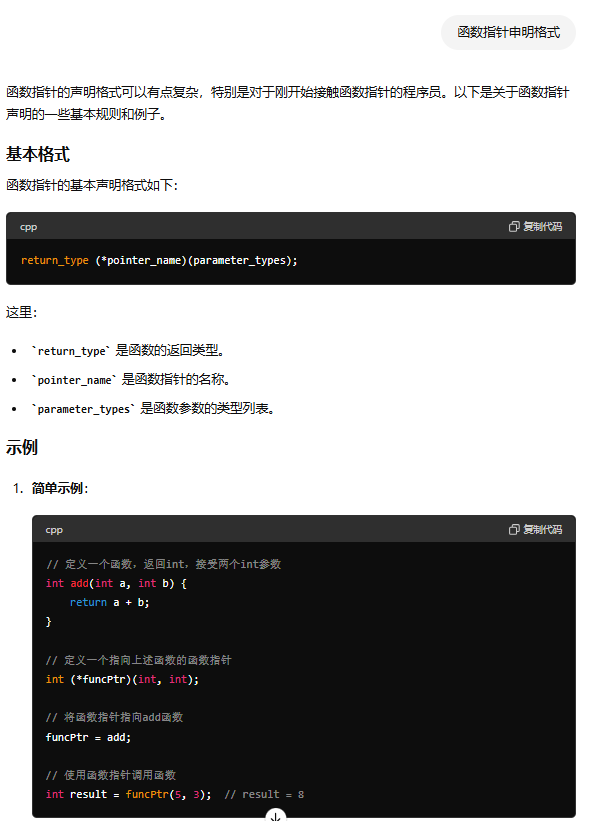 函数指针申明格式
函数指针的声明格式可以有点复杂，特别是对于刚开始接触函数指针的程序员。以下是关于函数指针
声明的一些基本规则和例子。
基本格式
函数指针的基本声明格式如下：
cpp 复制代码
return_type (*pointer_name)(parameter_types);
这里：
• `return_type` 是函数的返回类型。
• `pointer_name` 是函数指针的名称。
• `parameter_types` 是函数参数的类型列表。
示例
1. 简单示例：
cpp 复制代码
// 定义一个函数，返回int，接受两个int参数
int add(int a, int b) {
    return a + b;
}
// 定义一个指向上述函数的函数指针
int (*funcPtr)(int, int);
// 将函数指针指向add函数
funcPtr = add;
// 使用函数指针调用函数
int result = funcPtr(5, 3);  // result = 8